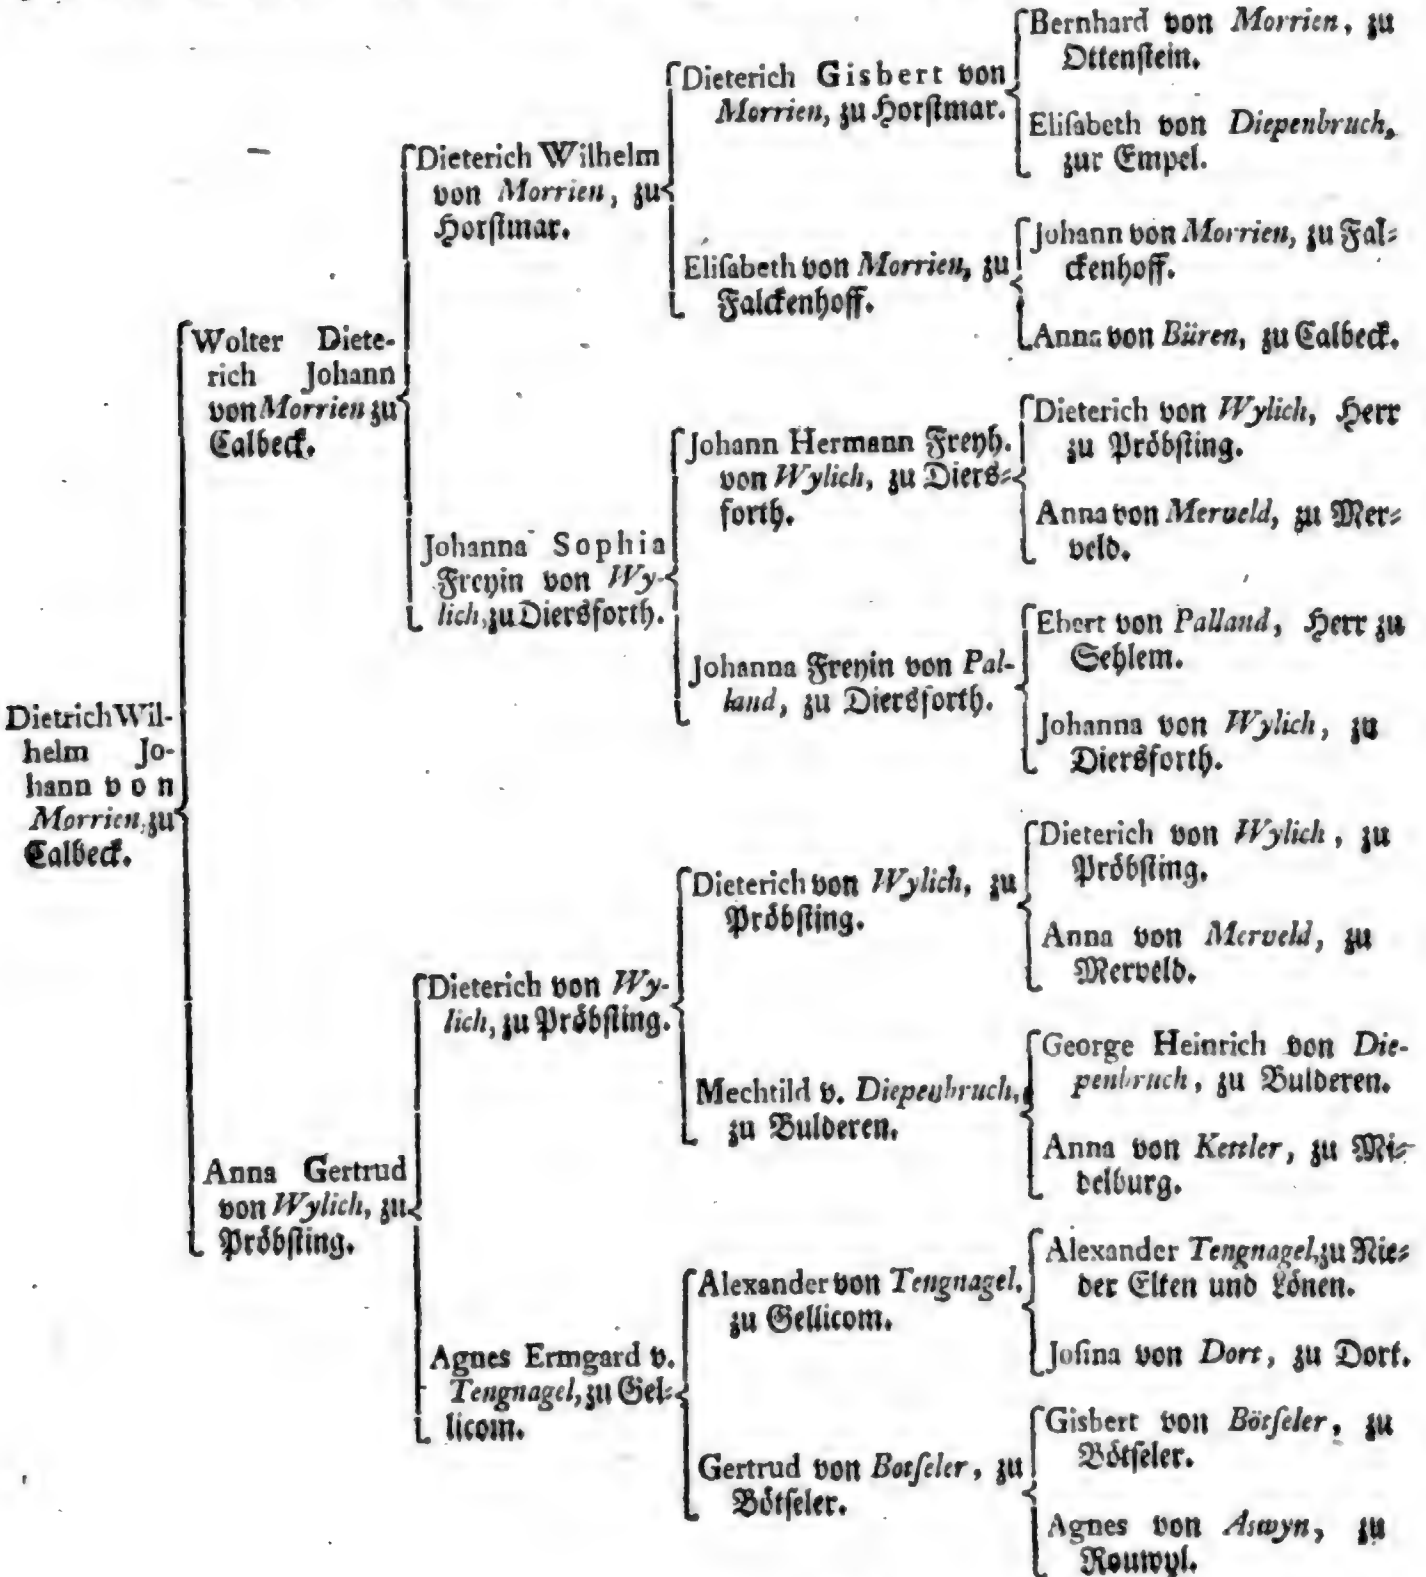 Dietrich Wil-
helm Jo-
hann von
Morrien, zu
Calbeck.
Wolter Diete-
rich Johann
von Morrien zu
Calbeck.
Anna Gertrud
von Wylich, zu
Pröbsting.
Dieterich Wilhelm
von Morrien, zu
Horstmar.
Johanna Sophia
Freyin von Wy-
lich, zu Diersforth.
Dieterich von Wy-
lich, zu Pröbsting.
Agnes Ermgard v.
Tengnagel, zu Gel-
licom.
Dieterich Gisbert von
Morrien, zu Horstmar.
Elisabeth von Morrien, zu
Falckenhoff.
Johann Hermann Freyh.
von Wylich, zu Diers-
forth.
Johanna Freyin von Pal-
land, zu Diersforth.
Dieterich von Wylich, zu
Pröbsting.
Mechtild v. Diepenbruch,
zu Bulderen.
Alexander von Tengnagel,
zu Gellicom.
Gertrud von Botseler, zu
Bötseler.
Bernhard von Morrien, zu
Ottenstein.
Elisabeth von Diepenbruch,
zur Empel.
Johann von Morrien, zu Fal-
ckenhoff.
Anna von Büren, zu Calbeck.
Dieterich von Wylich, Herr
zu Pröbsting.
Anna von Merveld, zu Mer-
veld.
Ebert von Palland, Herr zu
Sehlem.
Johanna von Wylich, zu
Diersforth.
Dieterich von Wylich, zu
Pröbsting.
Anna von Merveld, zu
Merveld.
George Heinrich von Die-
penbruch, zu Bulderen.
Anna von Kettler, zu Mi-
delburg.
Alexander Tengnagel, zu Nie-
der Elten und Lönen.
Josina von Dort, zu Dort.
Gisbert von Bötseler, zu
Bötseler.
Agnes von Aswyn, zu
Rouwyl.